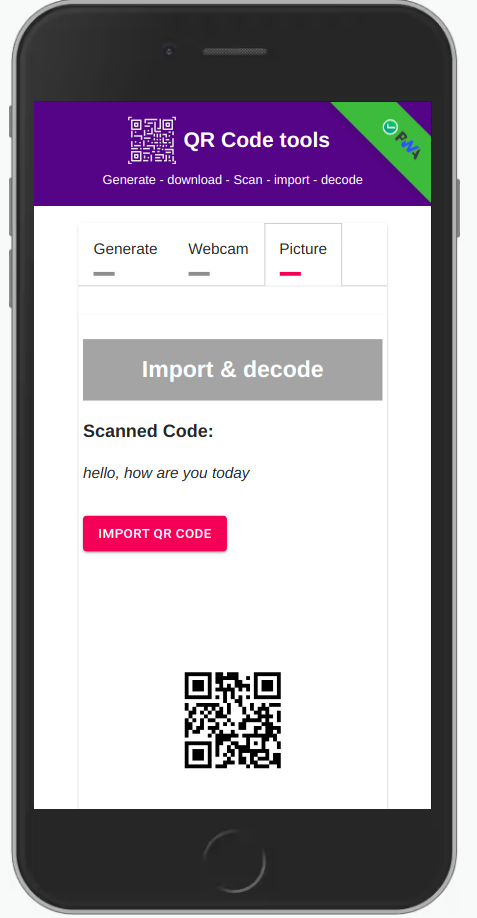 QR Code tools
PWA
Generate - download - Scan - import - decode
Generate Webcam Picture
Import & decode
Scanned Code:
hello, how are you today
IMPORT QR CODE